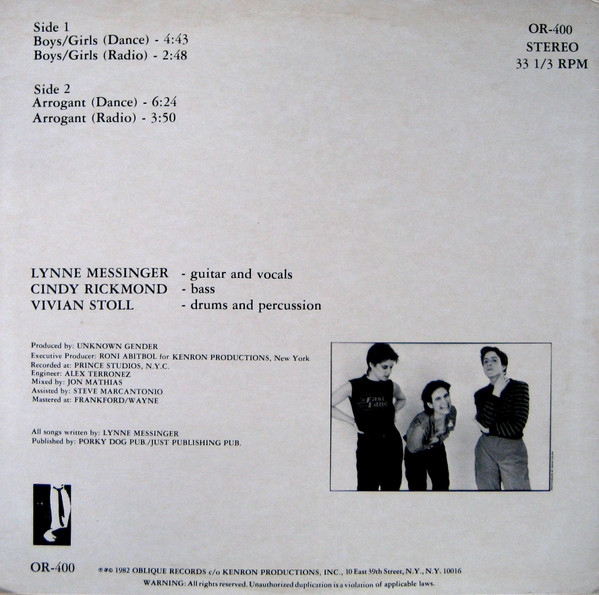 Side 1
Boys/Girls (Dance) - 4:43
Boys/Girls (Radio) - 2:48
OR-400
STEREO
33 1/3 RPM
Side 2
Arrogant (Dance) - 6:24
Arrogant (Radio) - 3:50
LYNNE MESSINGER - guitar and vocals
CINDY RICKMOND - bass
VIVIAN STOLL - drums and percussion
Produced by: UNKNOWN GENDER
Executive Producer: RONI ABITBOL for KENRON PRODUCTIONS, New York
Recorded at: PRINCE STUDIOS, N.Y.C.
Engineer: ALEX TERRONEZ
Mixed by: JON MATHIAS
Assisted by: STEVE MARCANTONIO
Mastered at: FRANKFORD/WAYNE
All songs written by: LYNNE MESSINGER
Published by: PORKY DOG PUB./JUST PUBLISHING PUB.
OR-400
℗ © 1982 OBLIQUE RECORDS c/o KENRON PRODUCTIONS, INC., 10 East 39th Street, N.Y., N.Y. 10016
WARNING: All rights reserved. Unauthorized duplication is a violation of applicable laws.